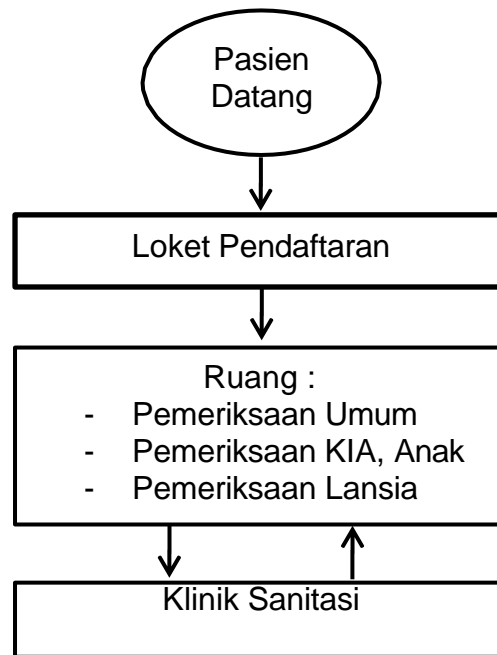 Pasien
Datang
Loket Pendaftaran
Ruang :
- Pemeriksaan Umum
- Pemeriksaan KIA, Anak
- Pemeriksaan Lansia
Klinik Sanitasi